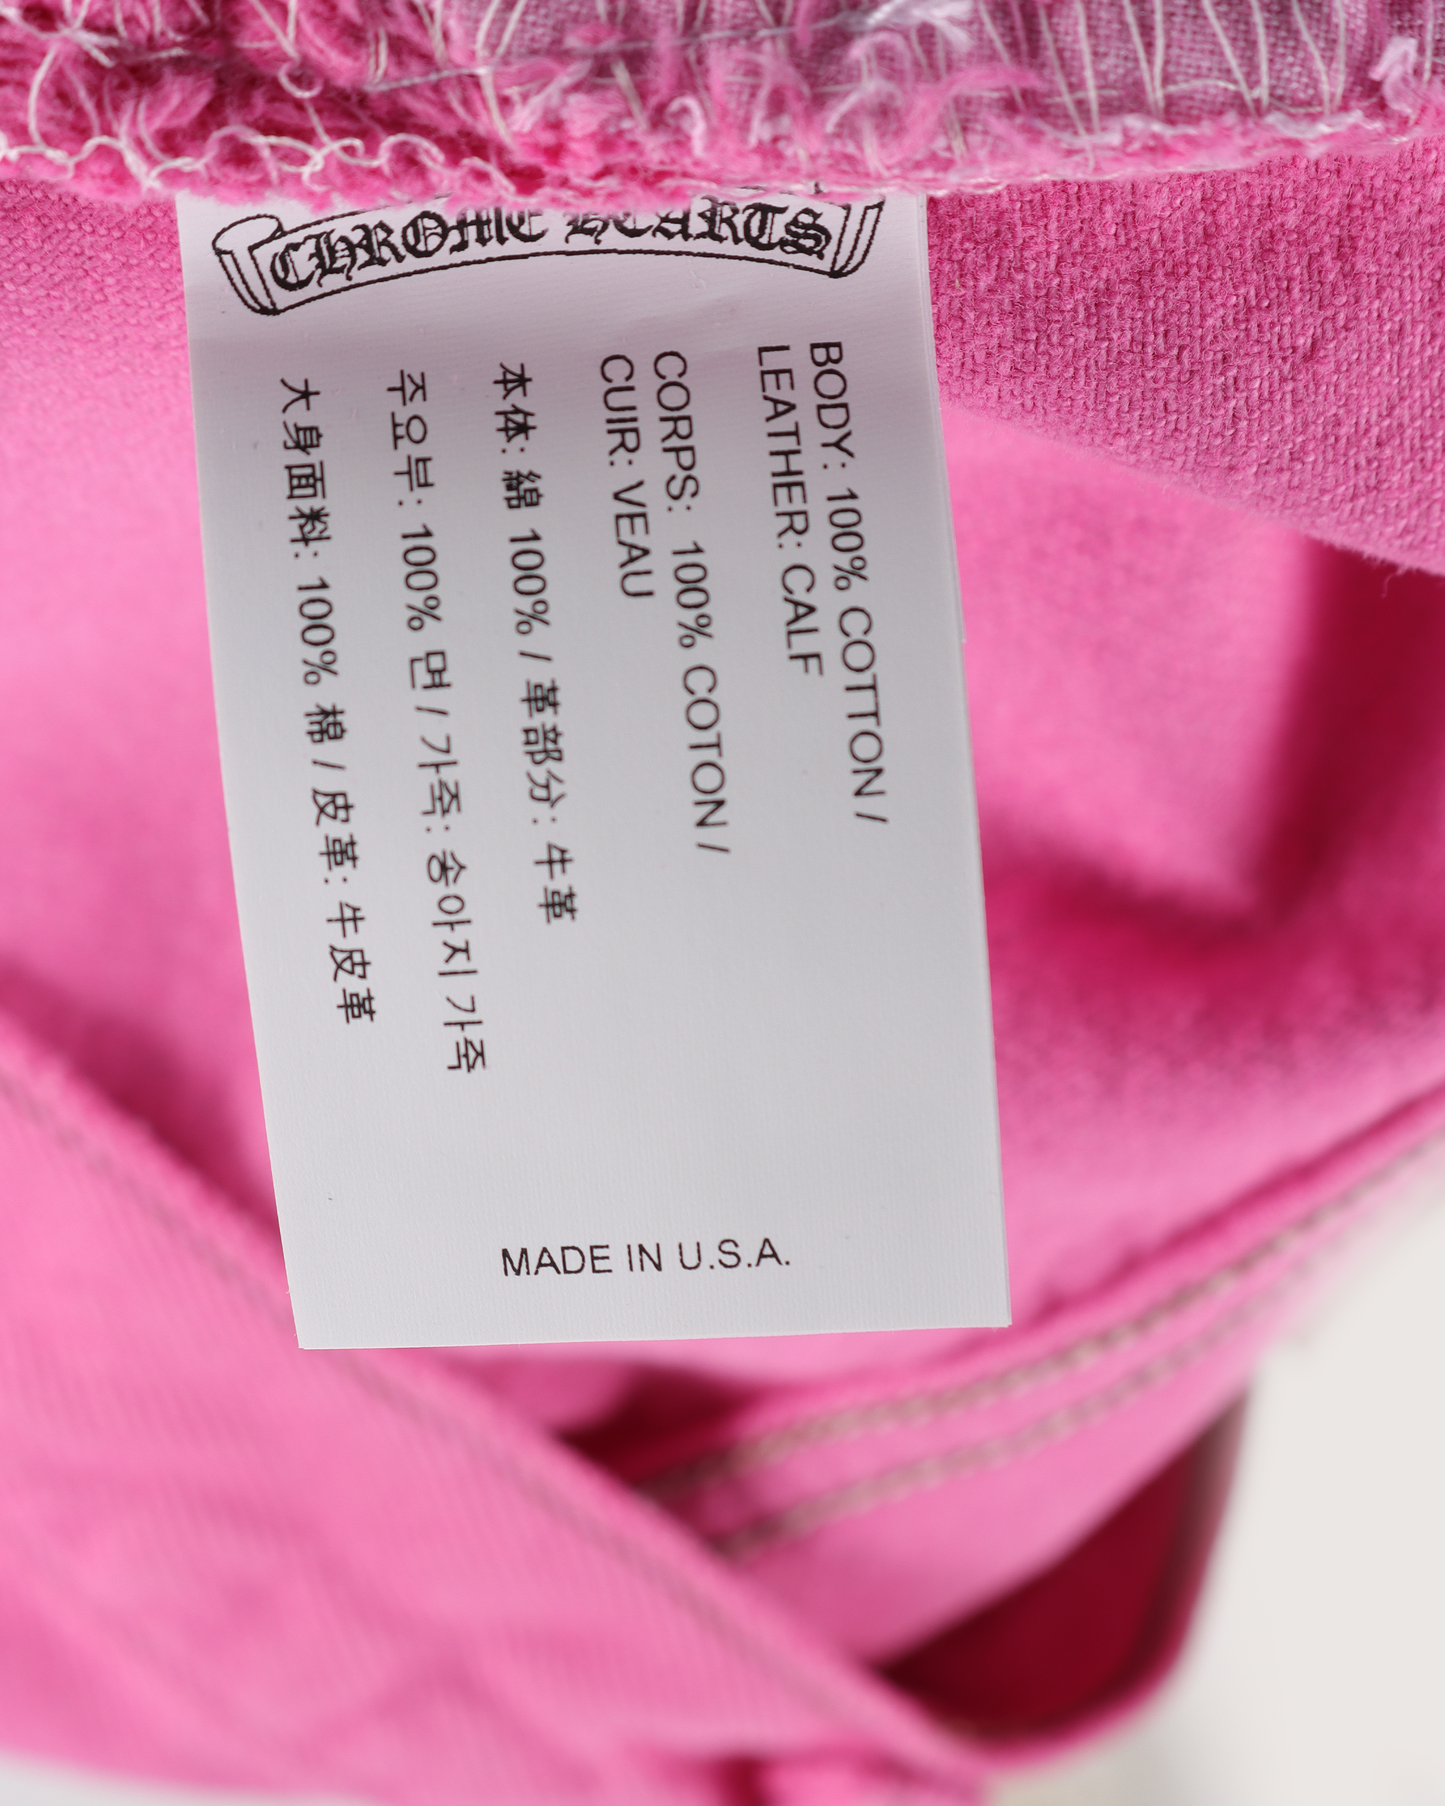 CHROME HEARTS
BODY: 100% COTTON /
LEATHER: CALF
CORPS: 100% COTON /
CUIR: VEAU
本体: 綿 100% / 革部分: 牛革
주요부: 100% 면 / 가죽: 송아지 가죽
大身面料: 100% 棉 / 皮革: 牛皮革
MADE IN U.S.A.